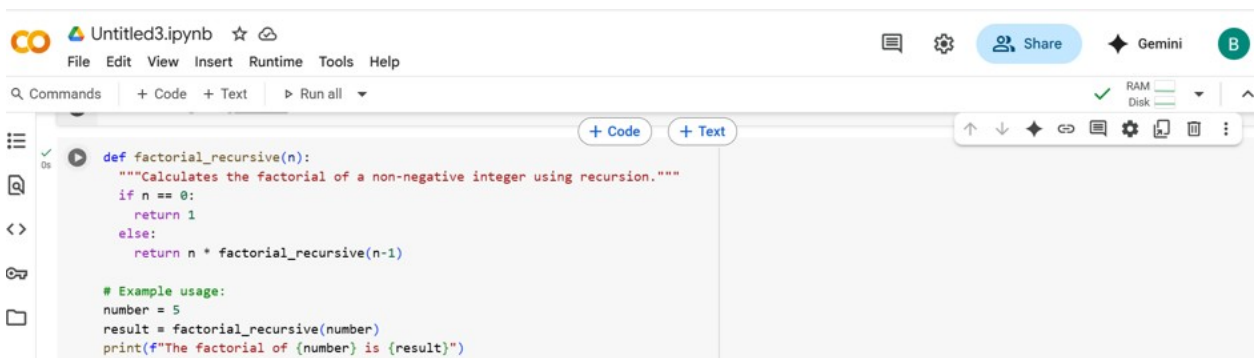 CO Untitled3.ipynb
File Edit View Insert Runtime Tools Help
Share
Gemini
B
Commands + Code + Text Run all
RAM
Disk
+ Code + Text
0s
def factorial_recursive(n):
  """Calculates the factorial of a non-negative integer using recursion."""
  if n == 0:
    return 1
  else:
    return n * factorial_recursive(n-1)
# Example usage:
number = 5
result = factorial_recursive(number)
print(f"The factorial of {number} is {result}")